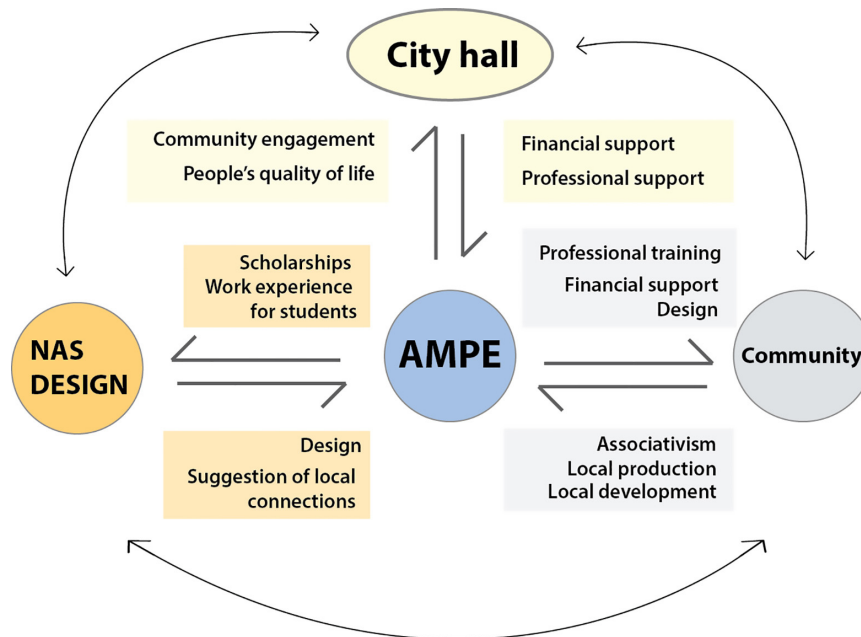 City hall
Community engagement
People's quality of life
Financial support
Professional support
Scholarships
Work experience
for students
Professional training
Financial support
Design
NAS
DESIGN
AMPE
Community
Design
Suggestion of local
connections
Associativism
Local production
Local development